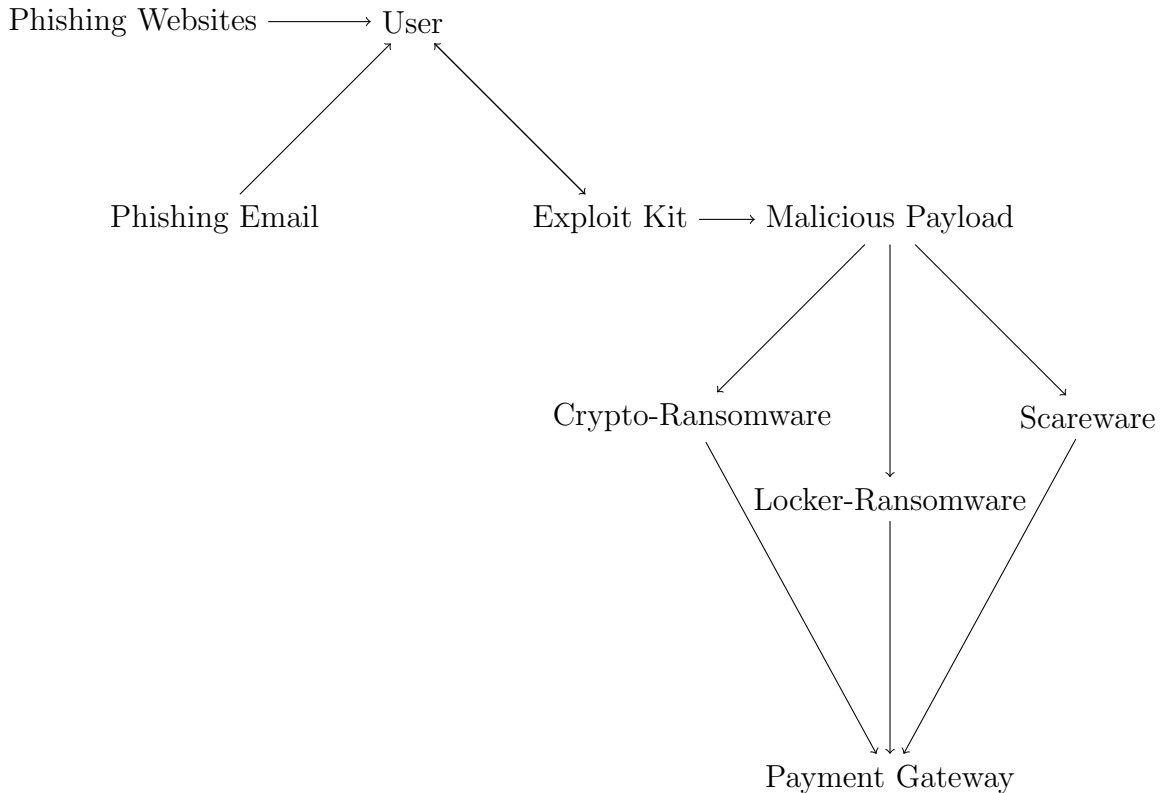 Phishing Websites
User
Phishing Email
Exploit Kit
Malicious Payload
Crypto-Ransomware
Scareware
Locker-Ransomware
Payment Gateway